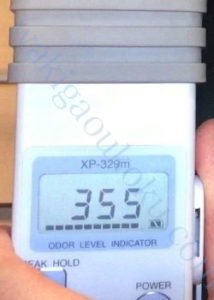 XP-329m
355
ODOR LEVEL INDICATOR
PEAK HOLD
POWER